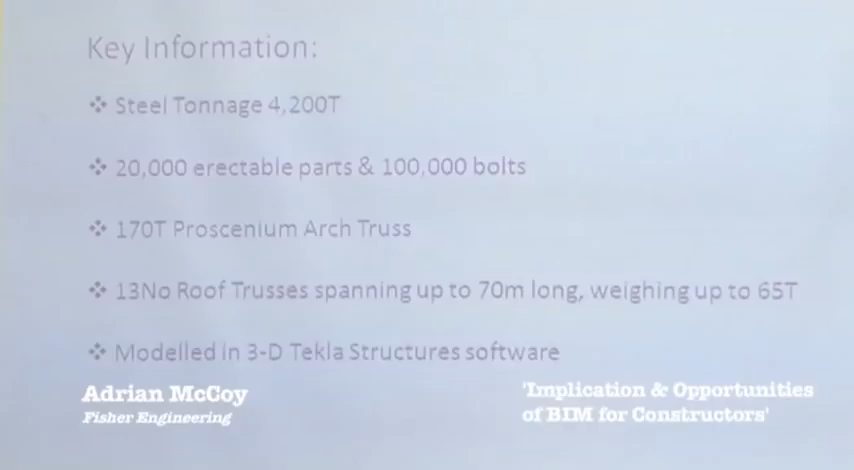 Key Information:
❖ Steel Tonnage 4,200T
❖ 20,000 erectable parts & 100,000 bolts
❖ 170T Proscenium Arch Truss
❖ 13No Roof Trusses spanning up to 70m long, weighing up to 65T
❖ Modelled in 3-D Tekla Structures software
Adrian McCoy
Fisher Engineering
'Implication & Opportunities
of BIM for Constructors'